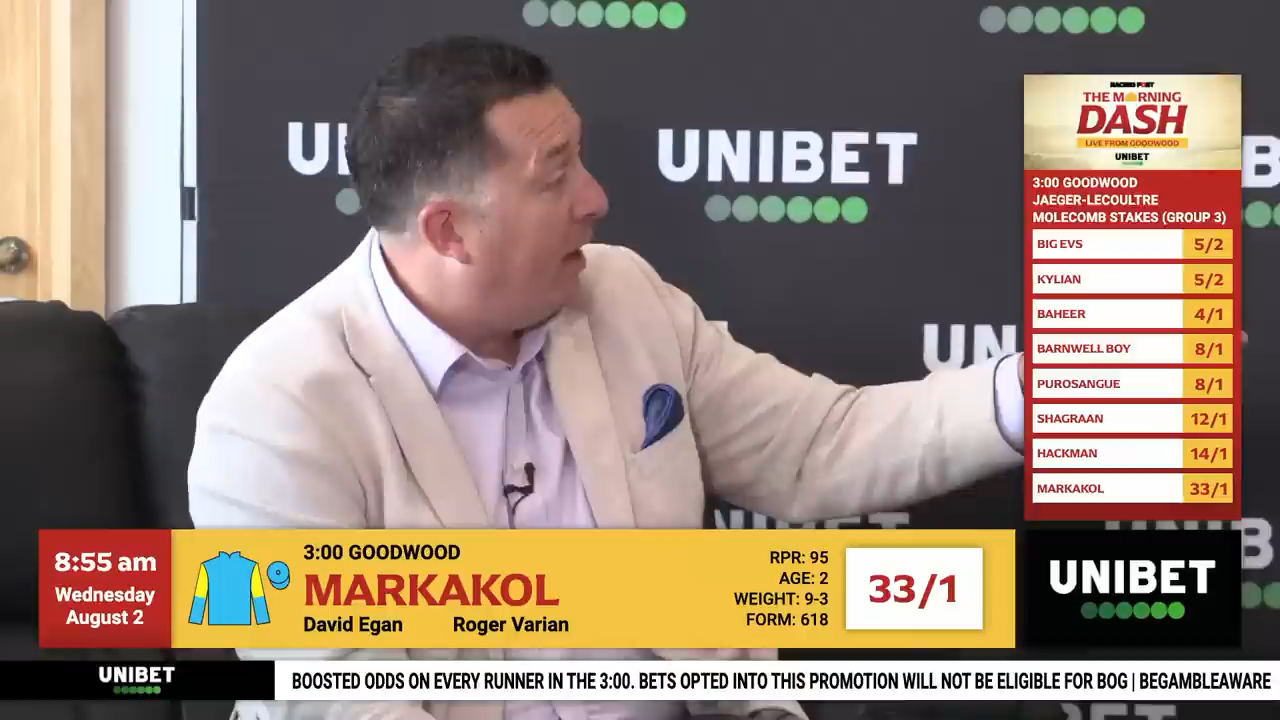 UNIBET
UNIBET
RACING POST
THE MORNING
DASH
LIVE FROM GOODWOOD
UNIBET
3:00 GOODWOOD
JAEGER-LECOULTRE
MOLECOMB STAKES (GROUP 3)
BIG EVS 5/2
KYLIAN 5/2
BAHEER 4/1
BARNWELL BOY 8/1
PUROSANGUE 8/1
SHAGRAAN 12/1
HACKMAN 14/1
MARKAKOL 33/1
8:55 am
Wednesday
August 2
3:00 GOODWOOD
MARKAKOL
David Egan Roger Varian
RPR: 95
AGE: 2
WEIGHT: 9-3
FORM: 618
33/1
UNIBET
UNIBET
BOOSTED ODDS ON EVERY RUNNER IN THE 3:00. BETS OPTED INTO THIS PROMOTION WILL NOT BE ELIGIBLE FOR BOG | BEGAMBLEAWARE